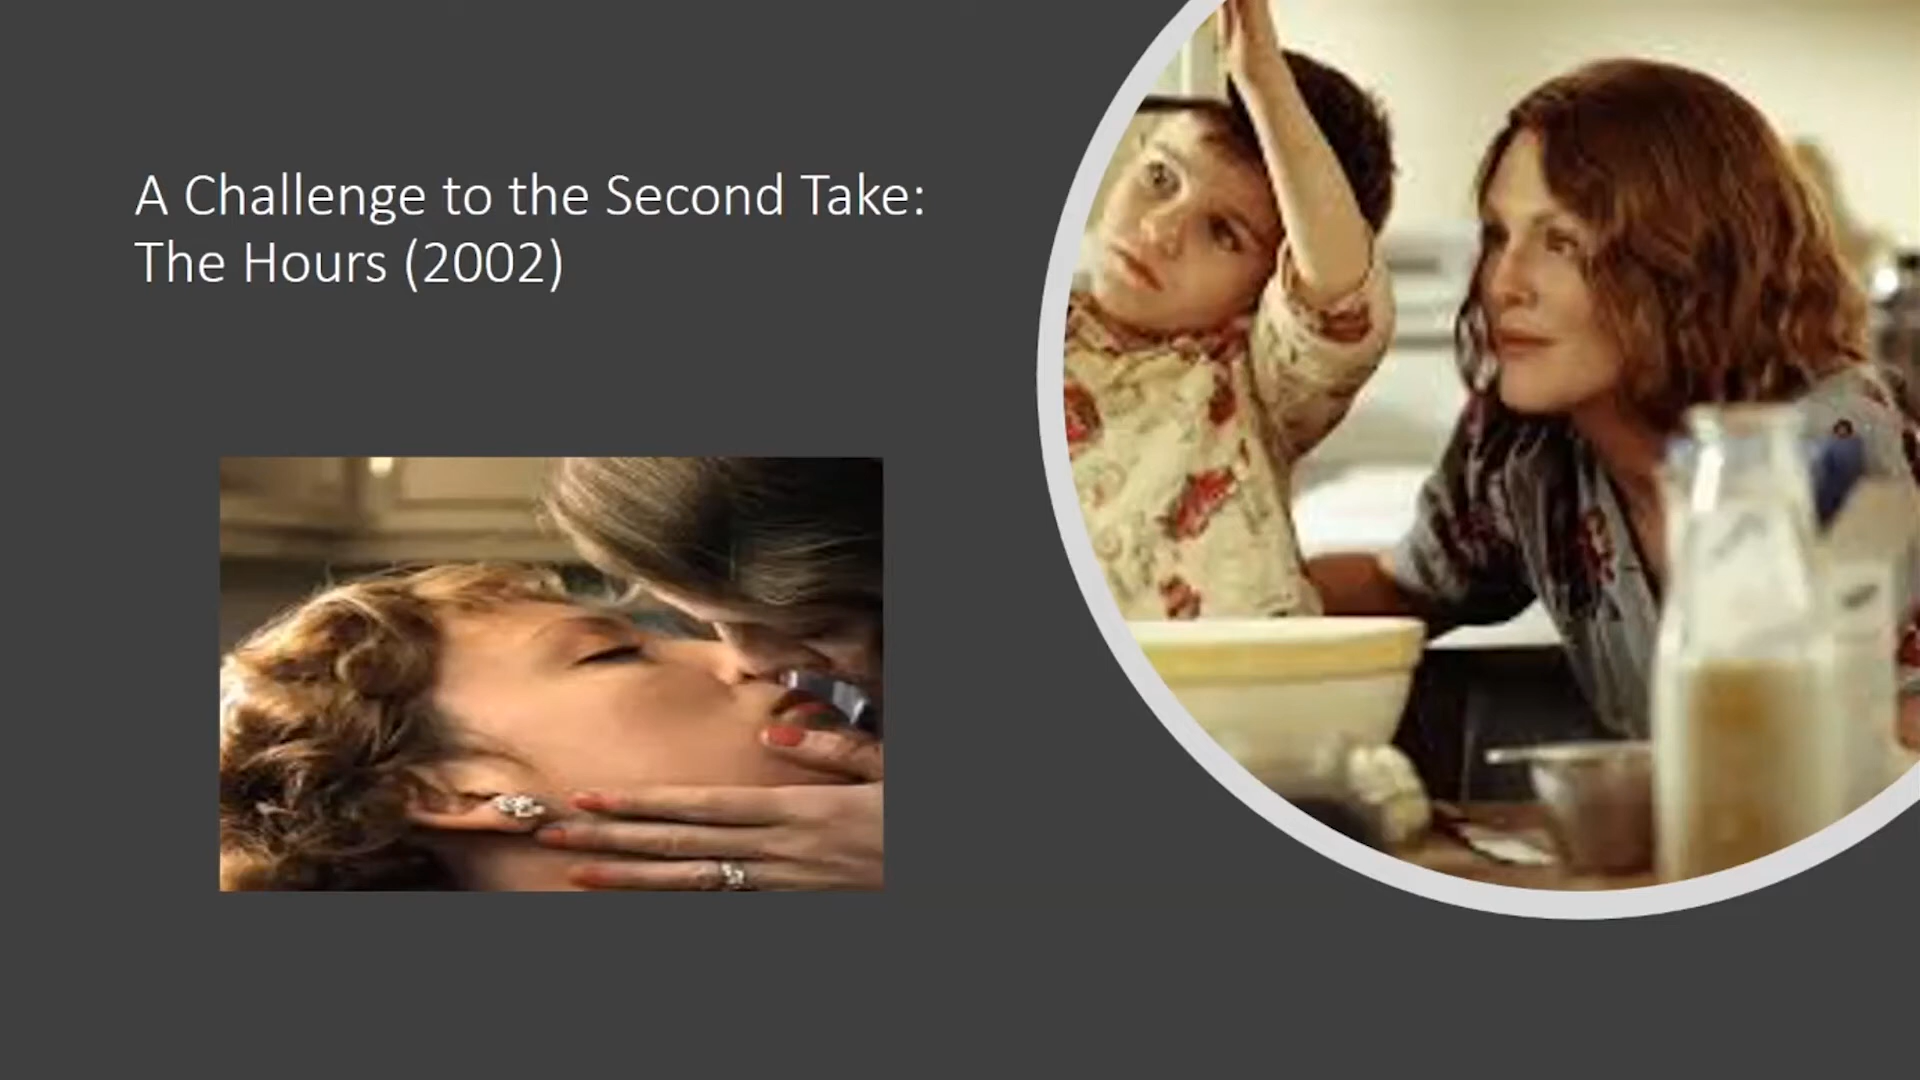 A Challenge to the Second Take:
The Hours (2002)